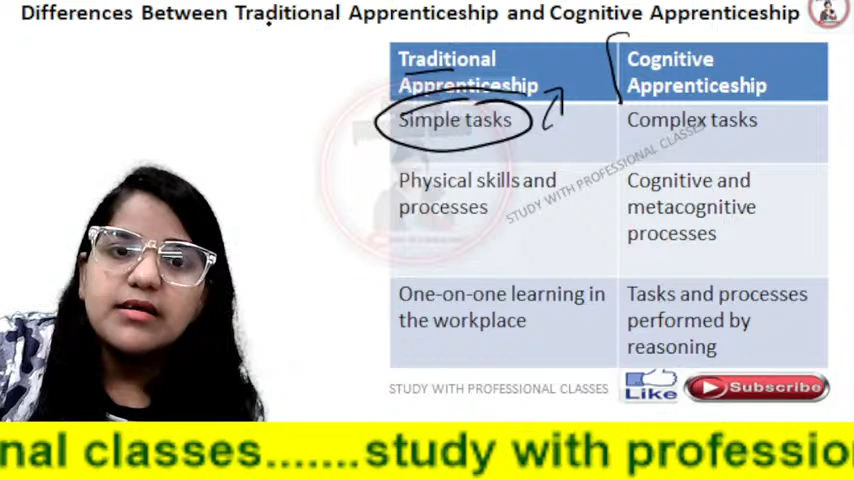 Differences Between Traditional Apprenticeship and Cognitive Apprenticeship
Traditional
Apprenticeship
Cognitive
Apprenticeship
Simple tasks
Complex tasks
Physical skills and
processes
Cognitive and
metacognitive
processes
One-on-one learning in
the workplace
Tasks and processes
performed by
reasoning
STUDY WITH PROFESSIONAL CLASSES
STUDY WITH PROFESSIONAL CLASSES
Like
Subscribe
nal classes.......study with professio